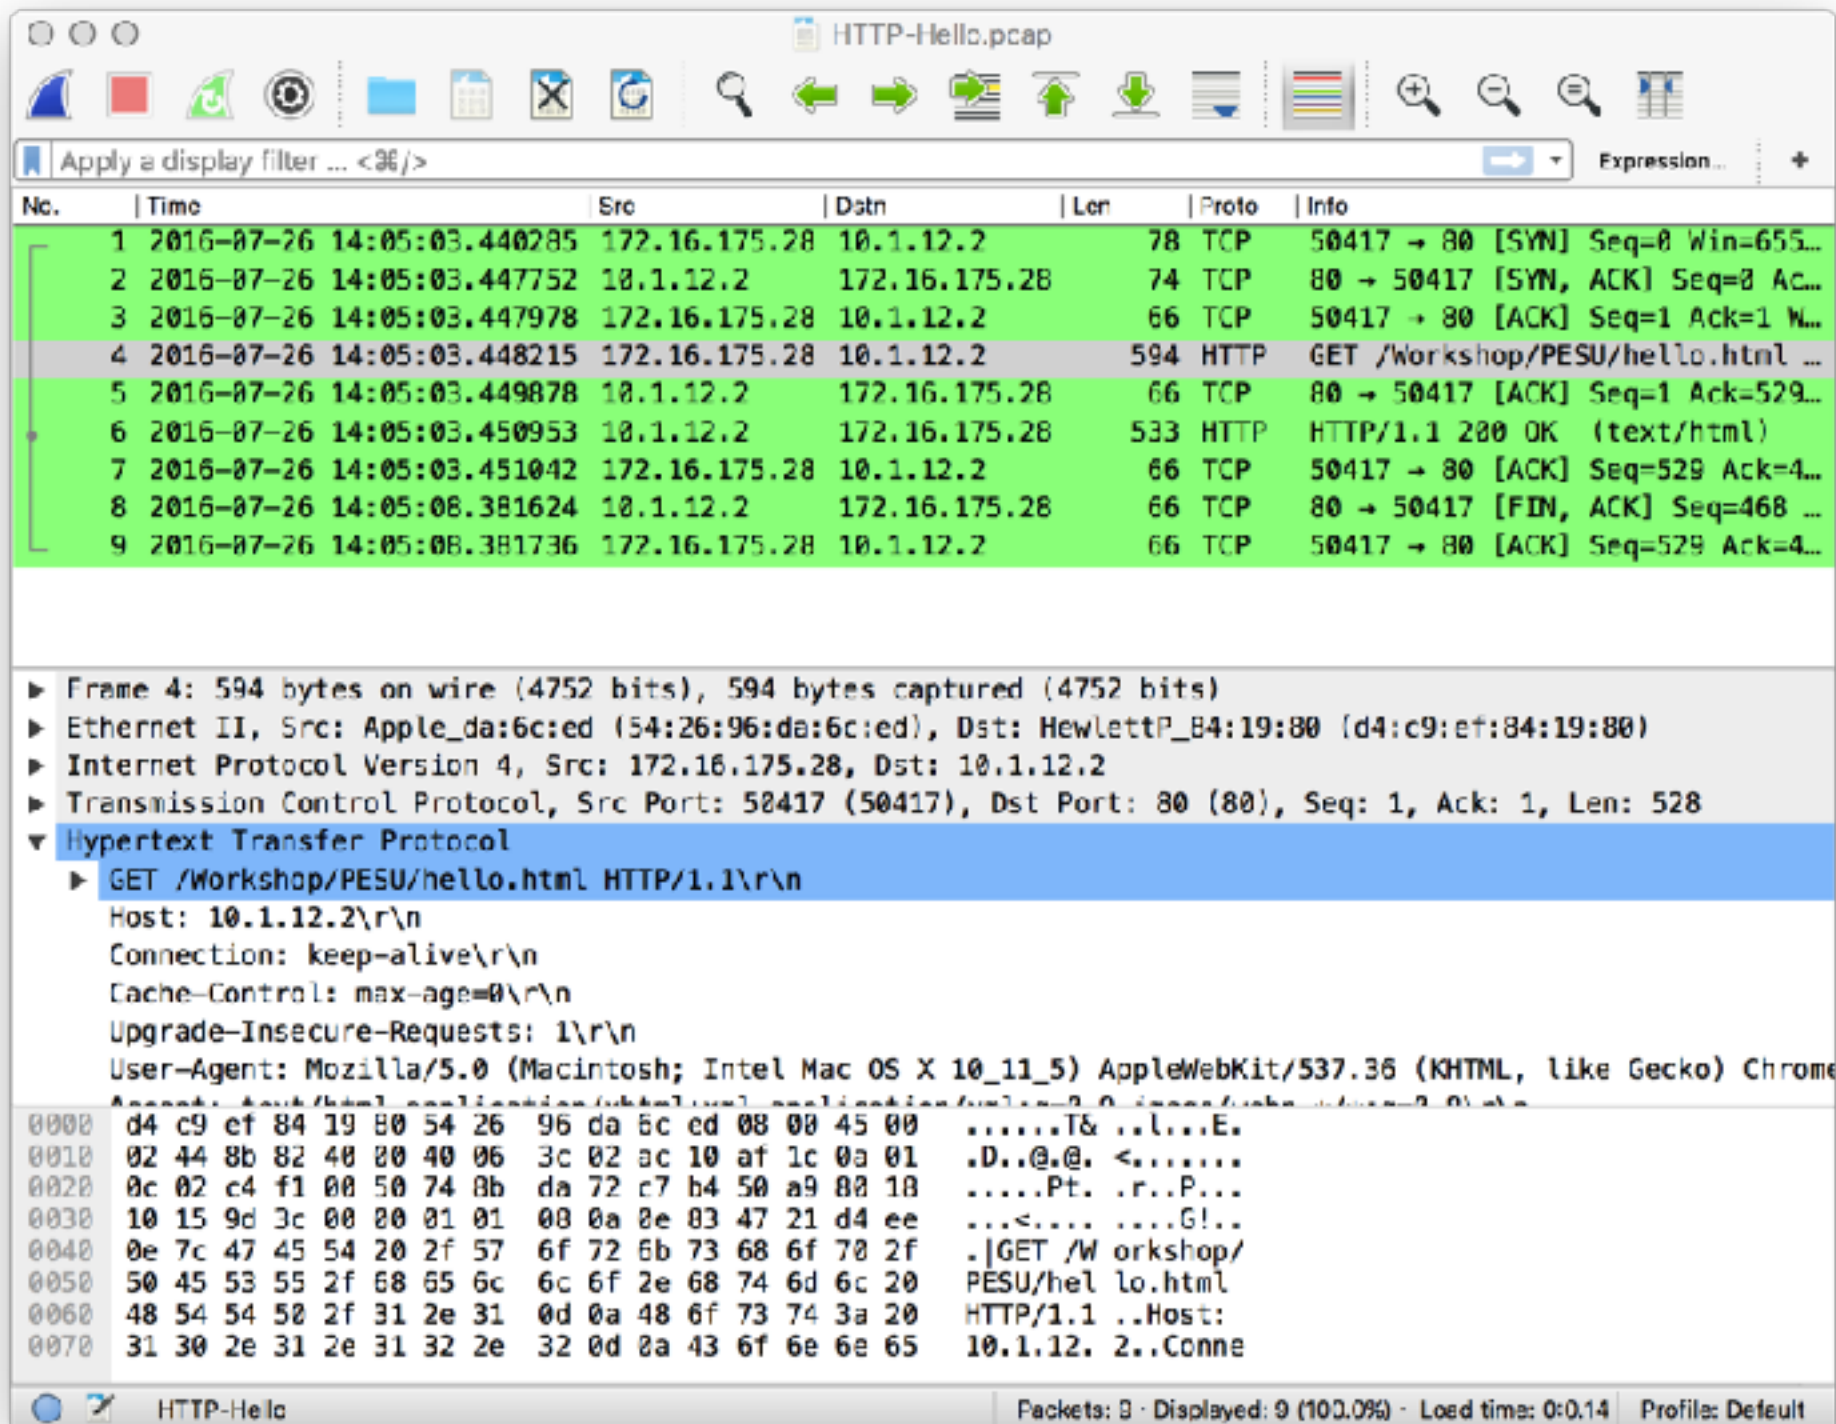 HTTP-Hello.pcap
Apply a display filter ... <⌘/> Expression... +
No. Time Src Dstn Len Proto Info
1 2016-07-26 14:05:03.440285 172.16.175.28 10.1.12.2 78 TCP 50417 → 80 [SYN] Seq=0 Win=655…
2 2016-07-26 14:05:03.447752 10.1.12.2 172.16.175.28 74 TCP 80 → 50417 [SYN, ACK] Seq=0 Ac…
3 2016-07-26 14:05:03.447978 172.16.175.28 10.1.12.2 66 TCP 50417 → 80 [ACK] Seq=1 Ack=1 W…
4 2016-07-26 14:05:03.448215 172.16.175.28 10.1.12.2 594 HTTP GET /Workshop/PESU/hello.html …
5 2016-07-26 14:05:03.449878 10.1.12.2 172.16.175.28 66 TCP 80 → 50417 [ACK] Seq=1 Ack=529…
6 2016-07-26 14:05:03.450953 10.1.12.2 172.16.175.28 533 HTTP HTTP/1.1 200 OK (text/html)
7 2016-07-26 14:05:03.451042 172.16.175.28 10.1.12.2 66 TCP 50417 → 80 [ACK] Seq=529 Ack=4…
8 2016-07-26 14:05:08.381624 10.1.12.2 172.16.175.28 66 TCP 80 → 50417 [FIN, ACK] Seq=468 …
9 2016-07-26 14:05:08.381736 172.16.175.28 10.1.12.2 66 TCP 50417 → 80 [ACK] Seq=529 Ack=4…
Frame 4: 594 bytes on wire (4752 bits), 594 bytes captured (4752 bits)
Ethernet II, Src: Apple_da:6c:ed (54:26:96:da:6c:ed), Dst: HewlettP_84:19:80 (d4:c9:ef:84:19:80)
Internet Protocol Version 4, Src: 172.16.175.28, Dst: 10.1.12.2
Transmission Control Protocol, Src Port: 50417 (50417), Dst Port: 80 (80), Seq: 1, Ack: 1, Len: 528
Hypertext Transfer Protocol
GET /Workshop/PESU/hello.html HTTP/1.1\r\n
Host: 10.1.12.2\r\n
Connection: keep-alive\r\n
Cache-Control: max-age=0\r\n
Upgrade-Insecure-Requests: 1\r\n
User-Agent: Mozilla/5.0 (Macintosh; Intel Mac OS X 10_11_5) AppleWebKit/537.36 (KHTML, like Gecko) Chrome
0000 d4 c9 ef 84 19 80 54 26 96 da 6c ed 08 00 45 00 ......T& ..l...E.
0010 02 44 8b 82 40 00 40 06 3c 02 ac 10 af 1c 0a 01 .D..@.@. <.......
0020 0c 02 c4 f1 00 50 74 8b da 72 c7 b4 50 a9 80 18 .....Pt. .r..P...
0030 10 15 9d 3c 00 00 01 01 08 0a 0e 83 47 21 d4 ee ...<.... ....G!..
0040 0e 7c 47 45 54 20 2f 57 6f 72 6b 73 68 6f 70 2f .|GET /W orkshop/
0050 50 45 53 55 2f 68 65 6c 6c 6f 2e 68 74 6d 6c 20 PESU/hel lo.html
0060 48 54 54 50 2f 31 2e 31 0d 0a 48 6f 73 74 3a 20 HTTP/1.1 ..Host:
0070 31 30 2e 31 2e 31 32 2e 32 0d 0a 43 6f 6e 6e 65 10.1.12. 2..Conne
HTTP-Hello Packets: 9 · Displayed: 9 (100.0%) · Load time: 0:0.14 Profile: Default